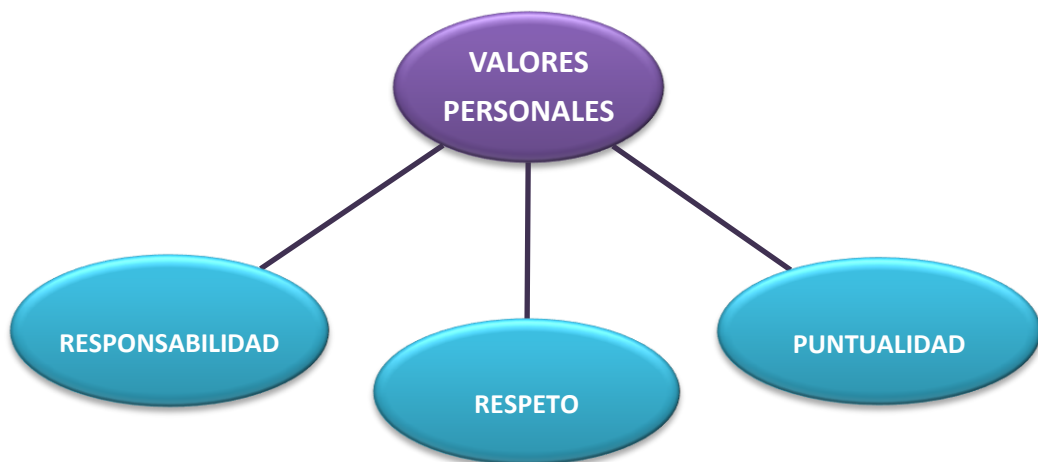 VALORES
PERSONALES
RESPONSABILIDAD
RESPETO
PUNTUALIDAD